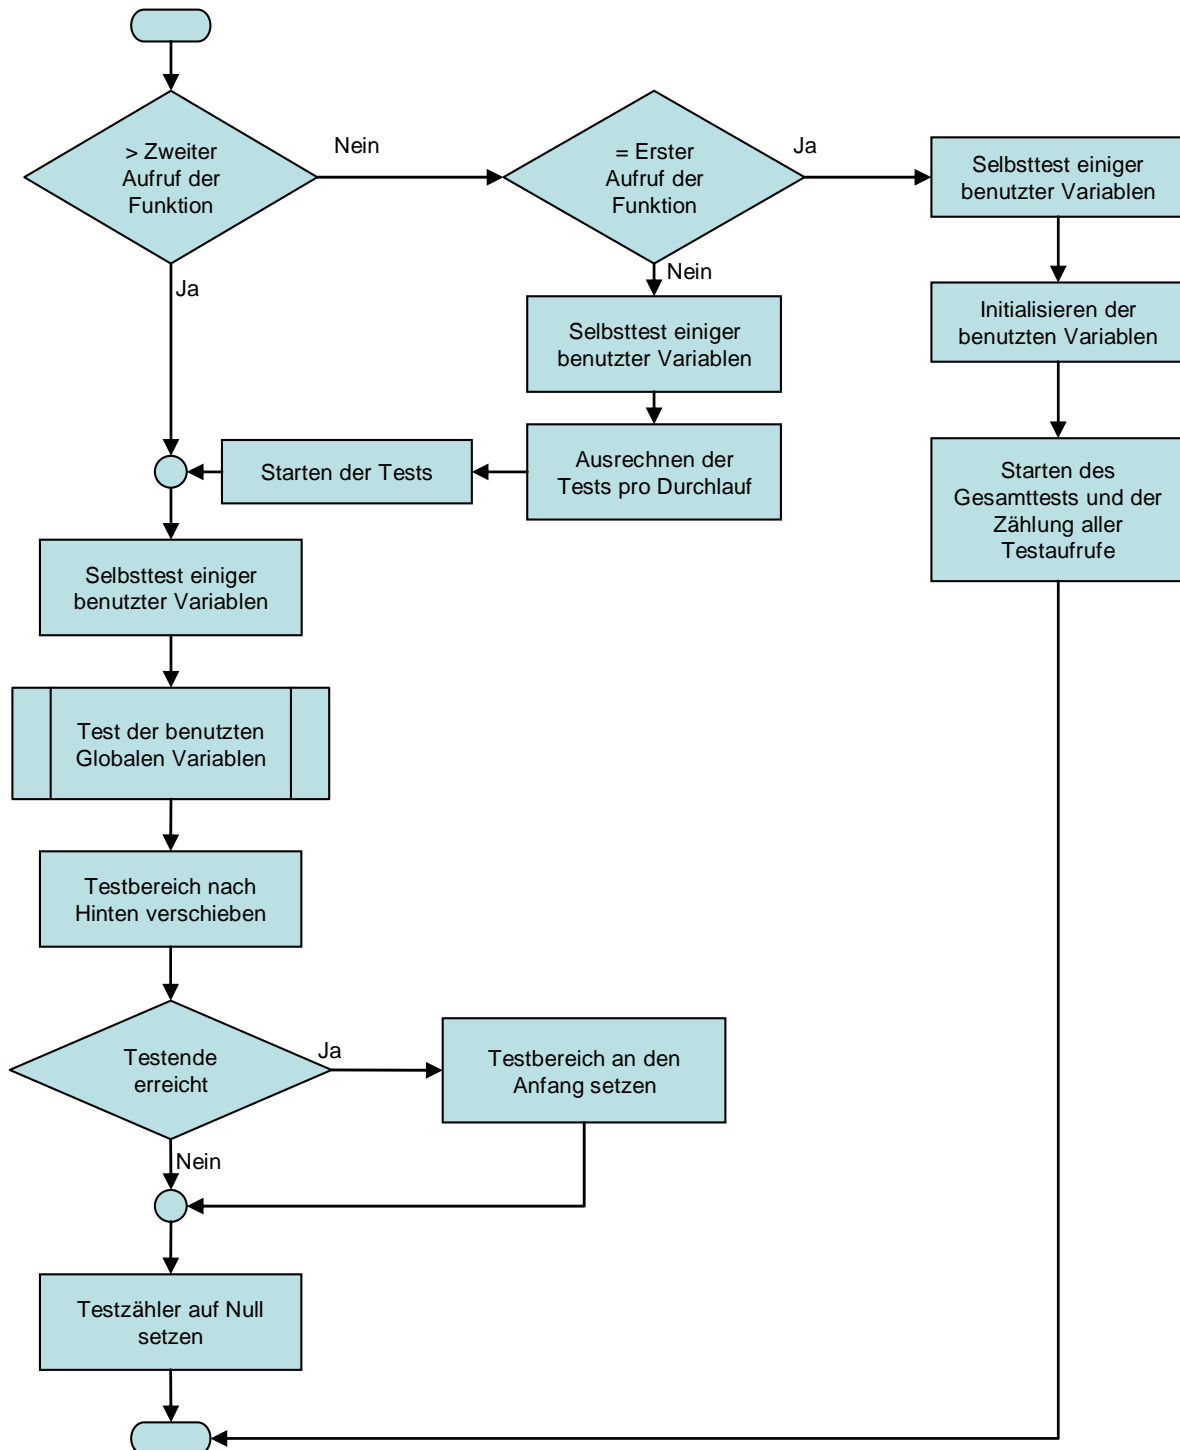 > Zweiter
Aufruf der
Funktion
Nein
= Erster
Aufruf der
Funktion
Ja
Selbsttest einiger
benutzter Variablen
Ja
Nein
Selbsttest einiger
benutzter Variablen
Initialisieren der
benutzten Variablen
Starten der Tests
Ausrechnen der
Tests pro Durchlauf
Starten des
Gesamttests und der
Zählung aller
Testaufrufe
Selbsttest einiger
benutzter Variablen
Test der benutzten
Globalen Variablen
Testbereich nach
Hinten verschieben
Testende
erreicht
Ja
Testbereich an den
Anfang setzen
Nein
Testzähler auf Null
setzen